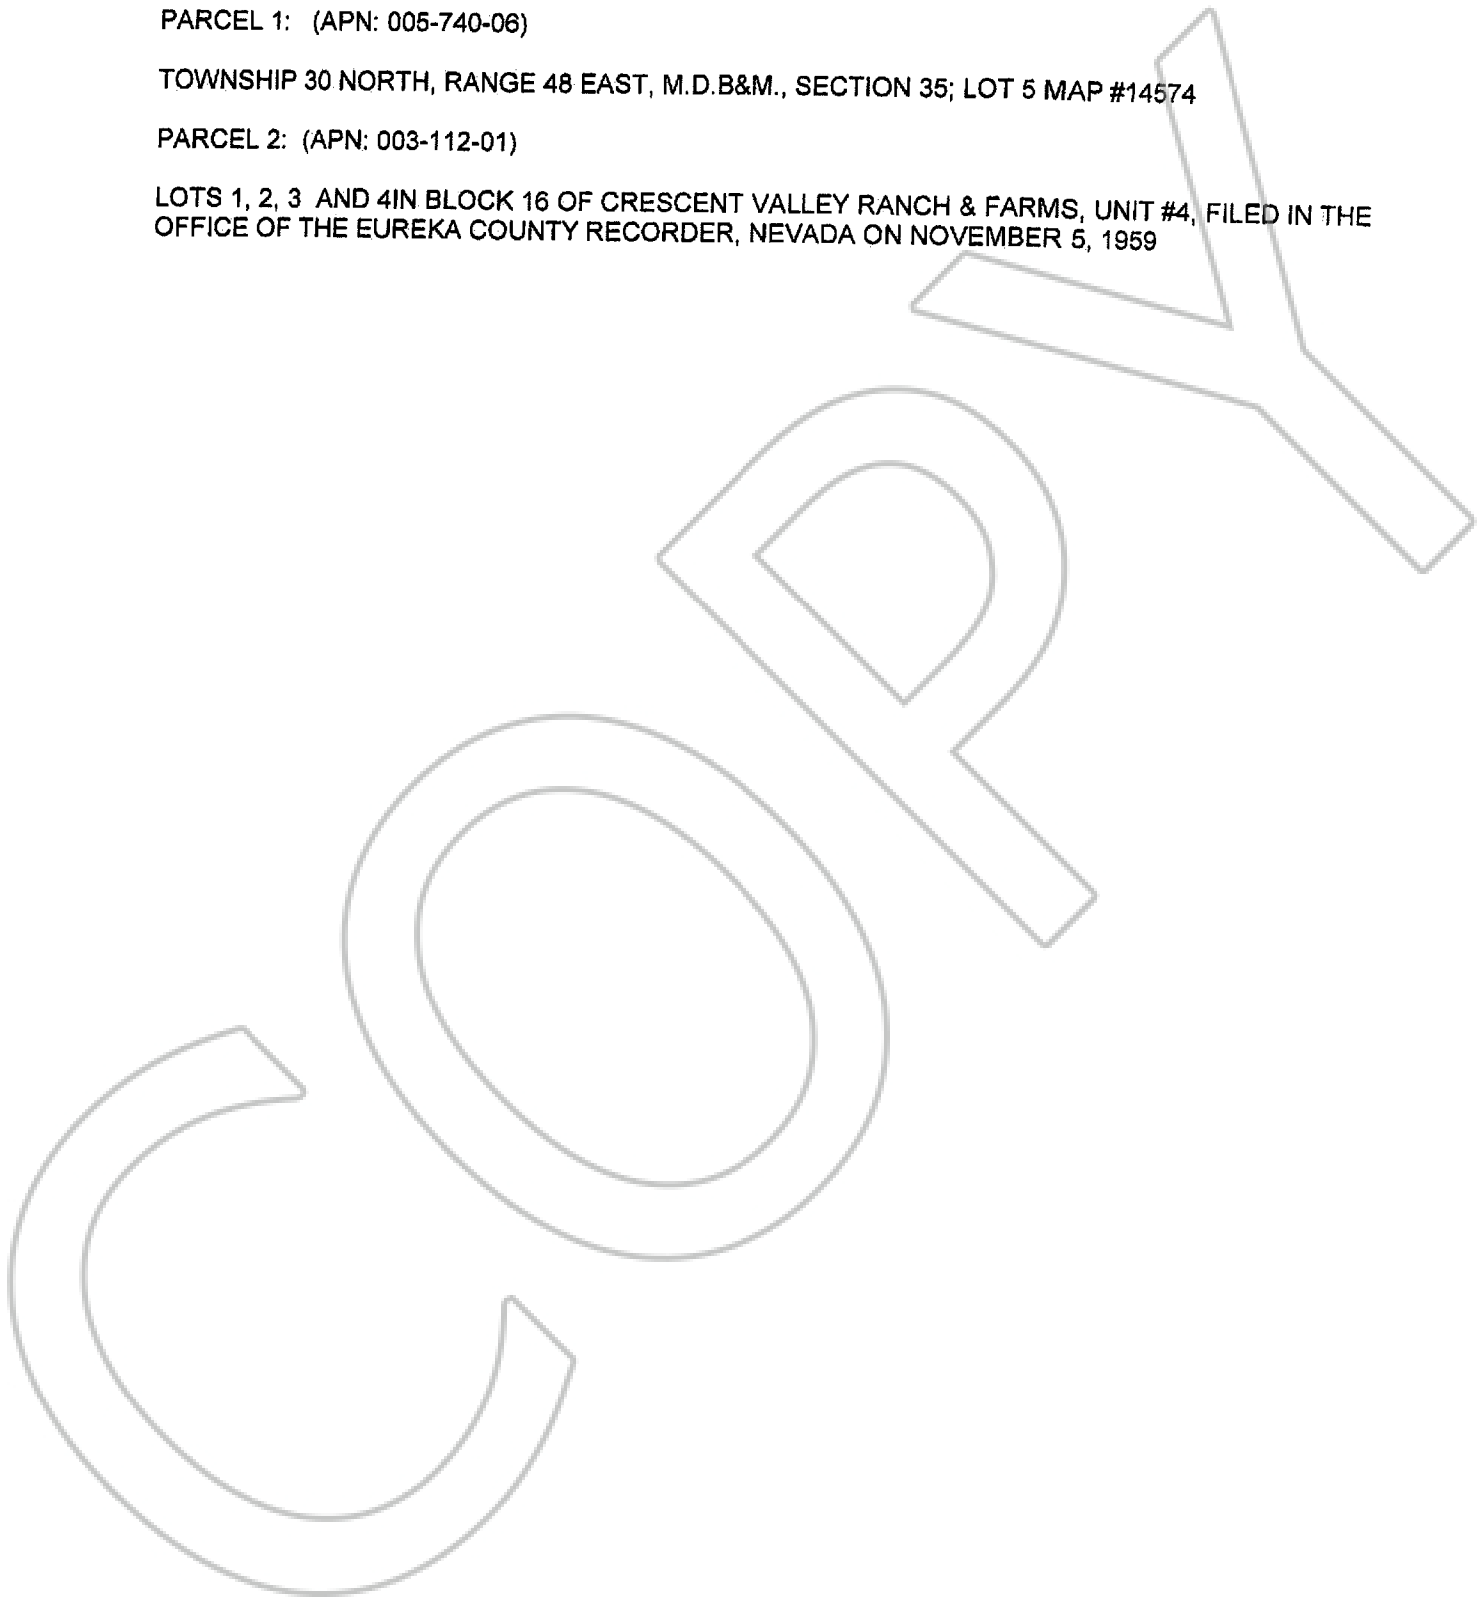 PARCEL 1: (APN: 005-740-06)
TOWNSHIP 30 NORTH, RANGE 48 EAST, M.D.B&M., SECTION 35; LOT 5 MAP #14574
PARCEL 2: (APN: 003-112-01)
LOTS 1, 2, 3 AND 4IN BLOCK 16 OF CRESCENT VALLEY RANCH & FARMS, UNIT #4, FILED IN THE
OFFICE OF THE EUREKA COUNTY RECORDER, NEVADA ON NOVEMBER 5, 1959
COPY